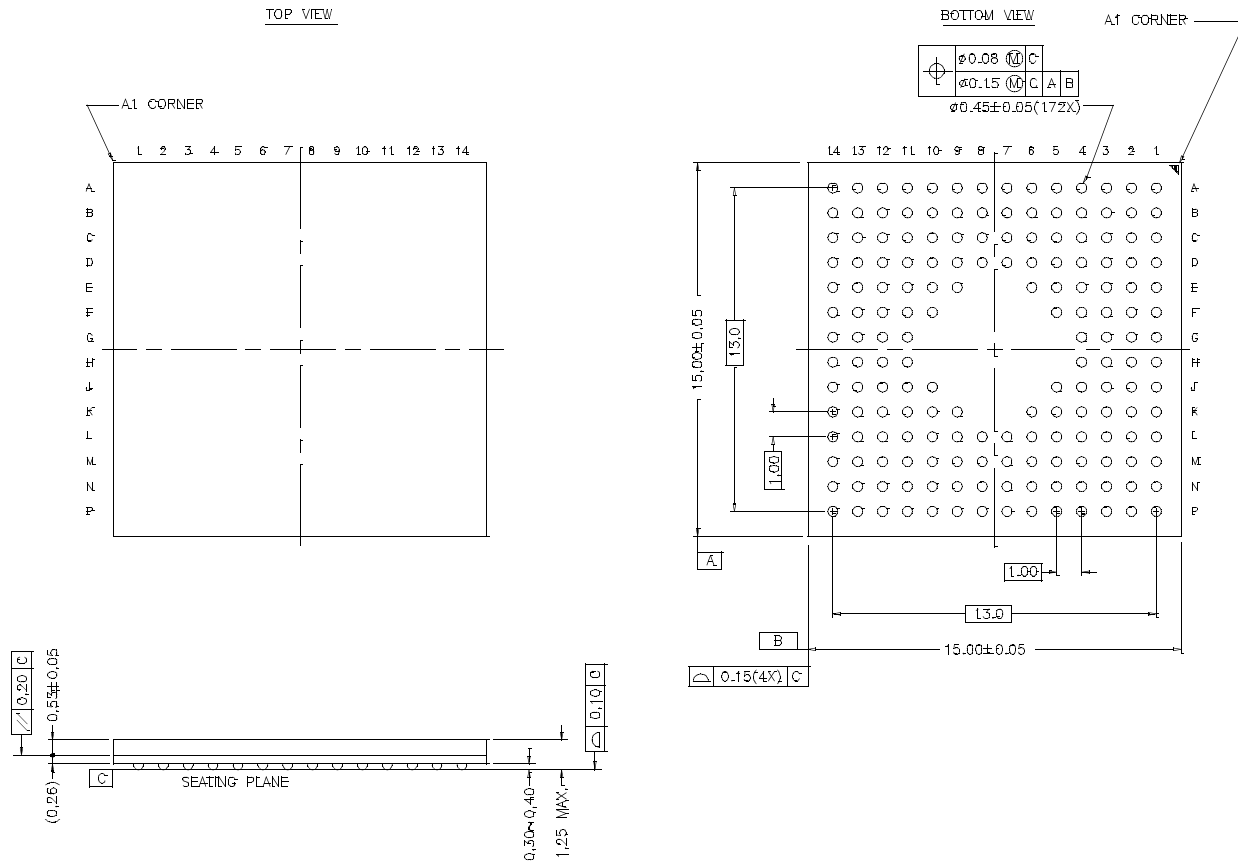 TOP VIEW
A1 CORNER
1 2 3 4 5 6 7 8 9 10 11 12 13 14
A
B
C
D
E
F
G
H
J
K
L
M
N
P
BOTTOM VIEW
A1 CORNER
ø0.08 Ⓜ C
ø0.15 Ⓜ C A B
ø0.45±0.05(172X)
14 13 12 11 10 9 8 7 6 5 4 3 2 1
A
B
C
D
E
F
G
H
J
K
L
M
N
P
15.00±0.05
13.0
1.00
A
1.00
13.0
B
15.00±0.05
0.15(4X) C
// 0.20 C
0.53±0.05
(0.26)
C
SEATING PLANE
0.30~0.40
1.25 MAX.
0.10 C